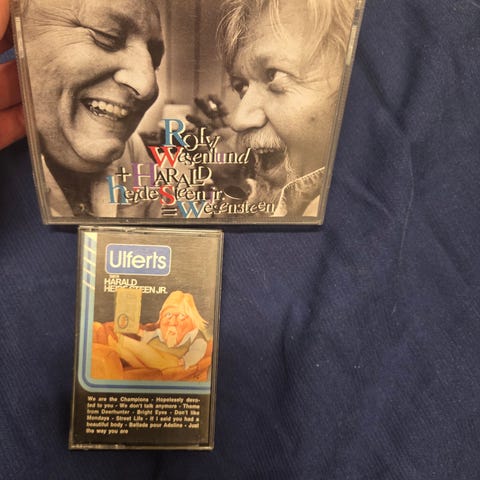 Rolv
Wesenlund
+ HARALD
heide Steen jr.
= Wesensteen
Ulferts
HARALD
HEIDE STEEN JR.
We are the Champions - Hopelessly devo-
ted to you - We don't talk anymore - Theme
from Deerhunter - Bright Eyes - Don't like
Mondays - Street Life - If I said you had a
beautiful body - Ballade pour Adeline - Just
the way you are